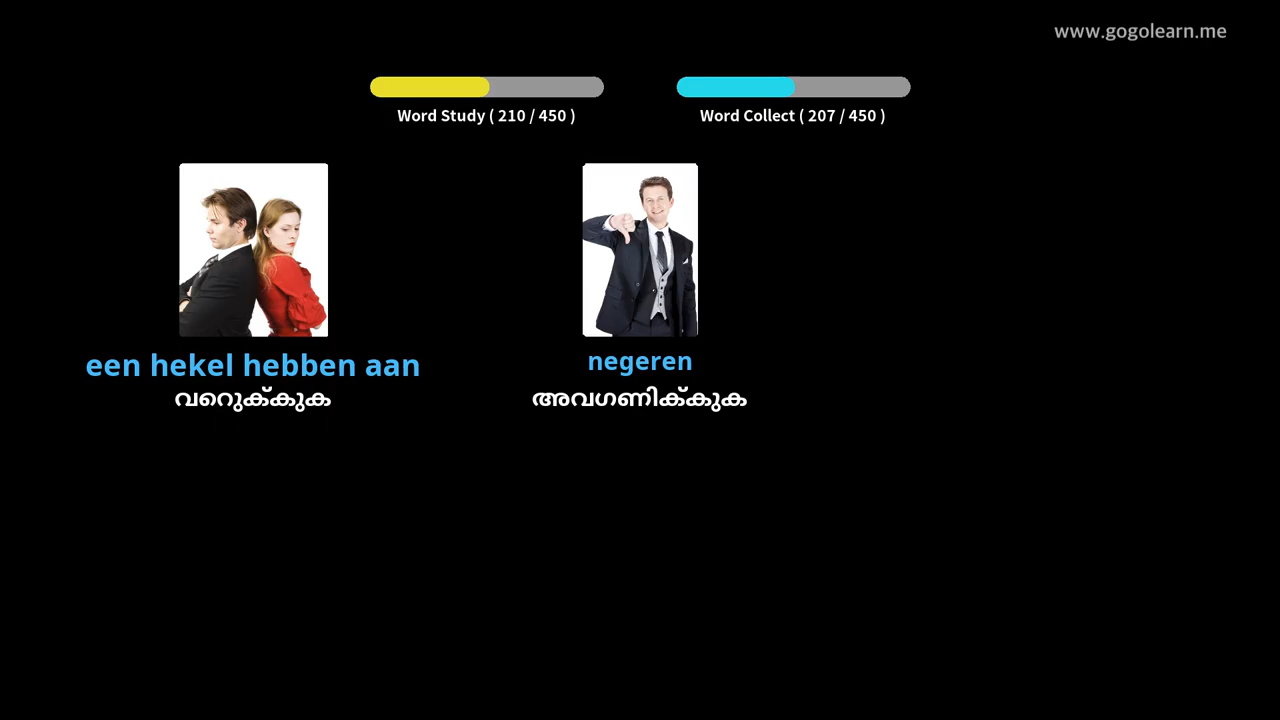 www.gogolearn.me
Word Study ( 210 / 450 )
Word Collect ( 207 / 450 )
een hekel hebben aan
വെറുക്കുക
negeren
അവഗണിക്കുക